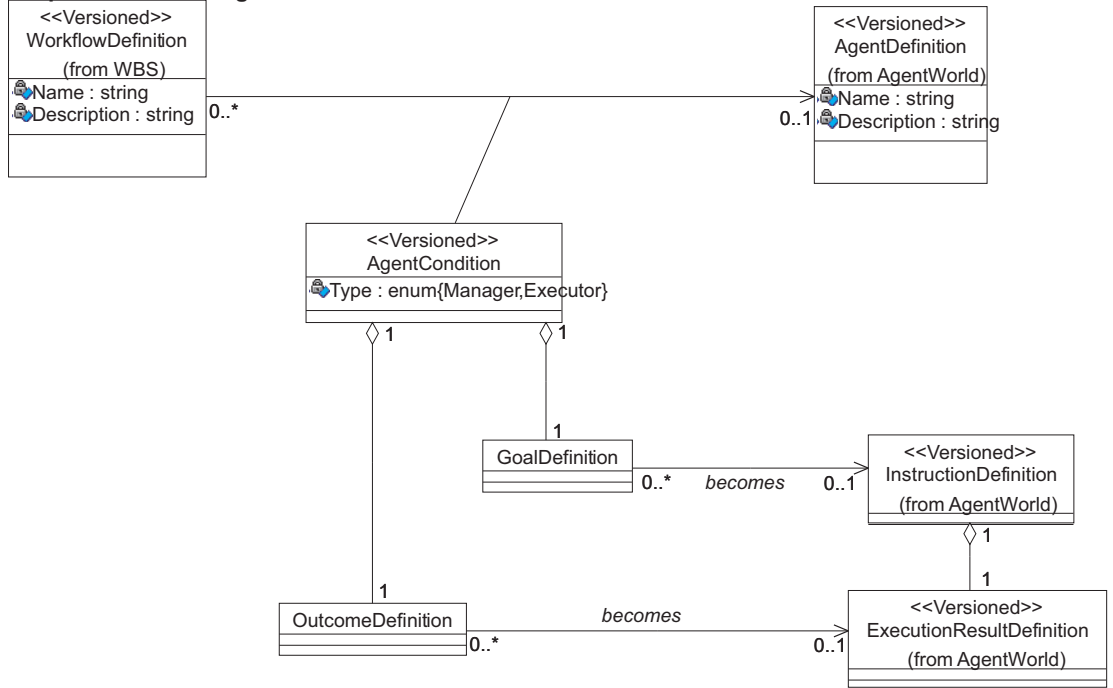 <<Versioned>>
WorkflowDefinition
(from WBS)
Name : string
Description : string
0..*
<<Versioned>>
AgentDefinition
(from AgentWorld)
Name : string
Description : string
0..1
<<Versioned>>
AgentCondition
Type : enum{Manager,Executor}
1
1
1
GoalDefinition
0..*
becomes
0..1
<<Versioned>>
InstructionDefinition
(from AgentWorld)
1
1
1
OutcomeDefinition
0..*
becomes
0..1
<<Versioned>>
ExecutionResultDefinition
(from AgentWorld)